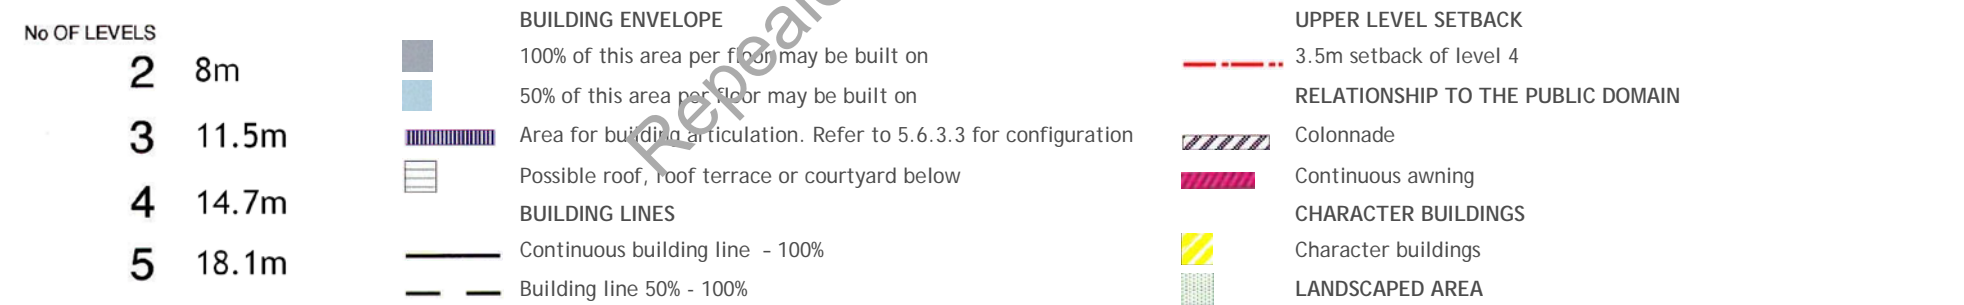 No OF LEVELS
2 8m
3 11.5m
4 14.7m
5 18.1m
BUILDING ENVELOPE
100% of this area per floor may be built on
50% of this area per floor may be built on
Area for building articulation. Refer to 5.6.3.3 for configuration
Possible roof, roof terrace or courtyard below
BUILDING LINES
Continuous building line – 100%
Building line 50% - 100%
UPPER LEVEL SETBACK
3.5m setback of level 4
RELATIONSHIP TO THE PUBLIC DOMAIN
Colonnade
Continuous awning
CHARACTER BUILDINGS
Character buildings
LANDSCAPED AREA